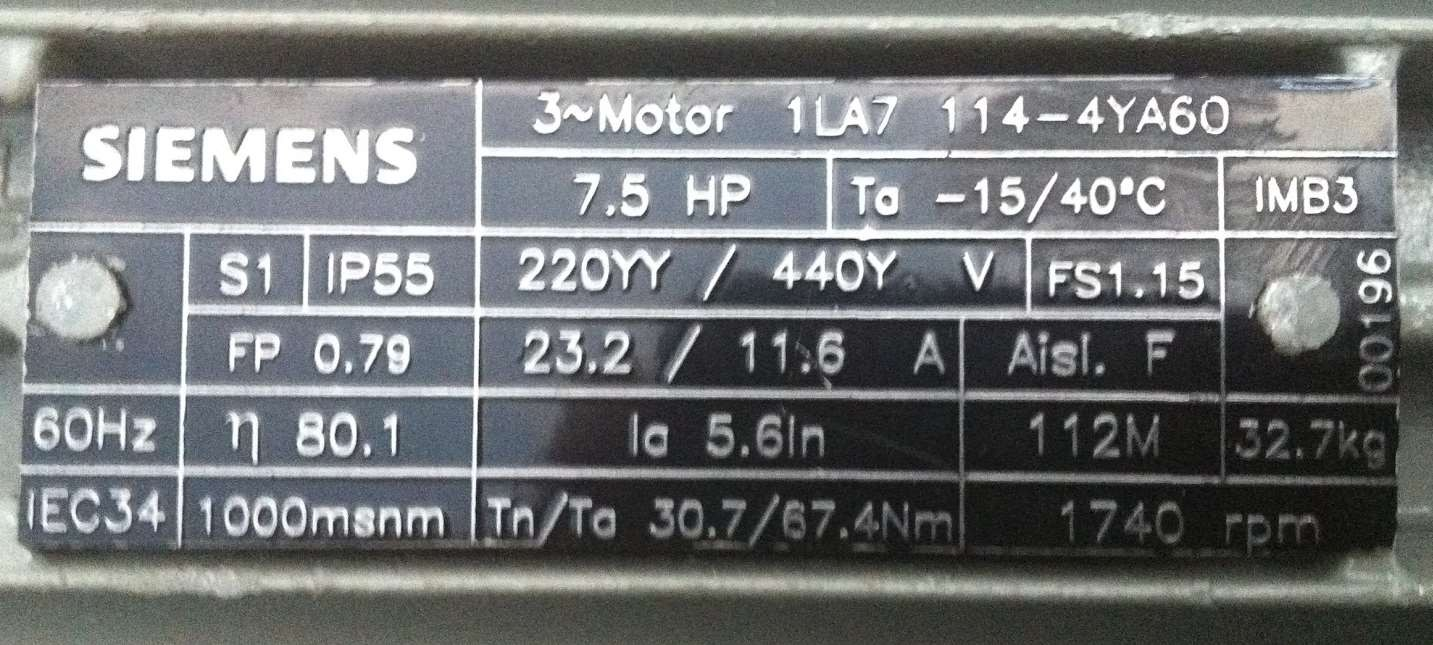 SIEMENS
3~Motor 1LA7 114-4YA60
7.5 HP
Ta -15/40°C
IMB3
S1
IP55
220YY / 440Y V
FS1.15
00196
FP 0.79
23.2 / 11.6 A
Aisl. F
60Hz
η 80.1
Ia 5.6In
112M
32.7kg
IEC34
1000msnm
Tn/Ta 30.7/67.4Nm
1740 rpm